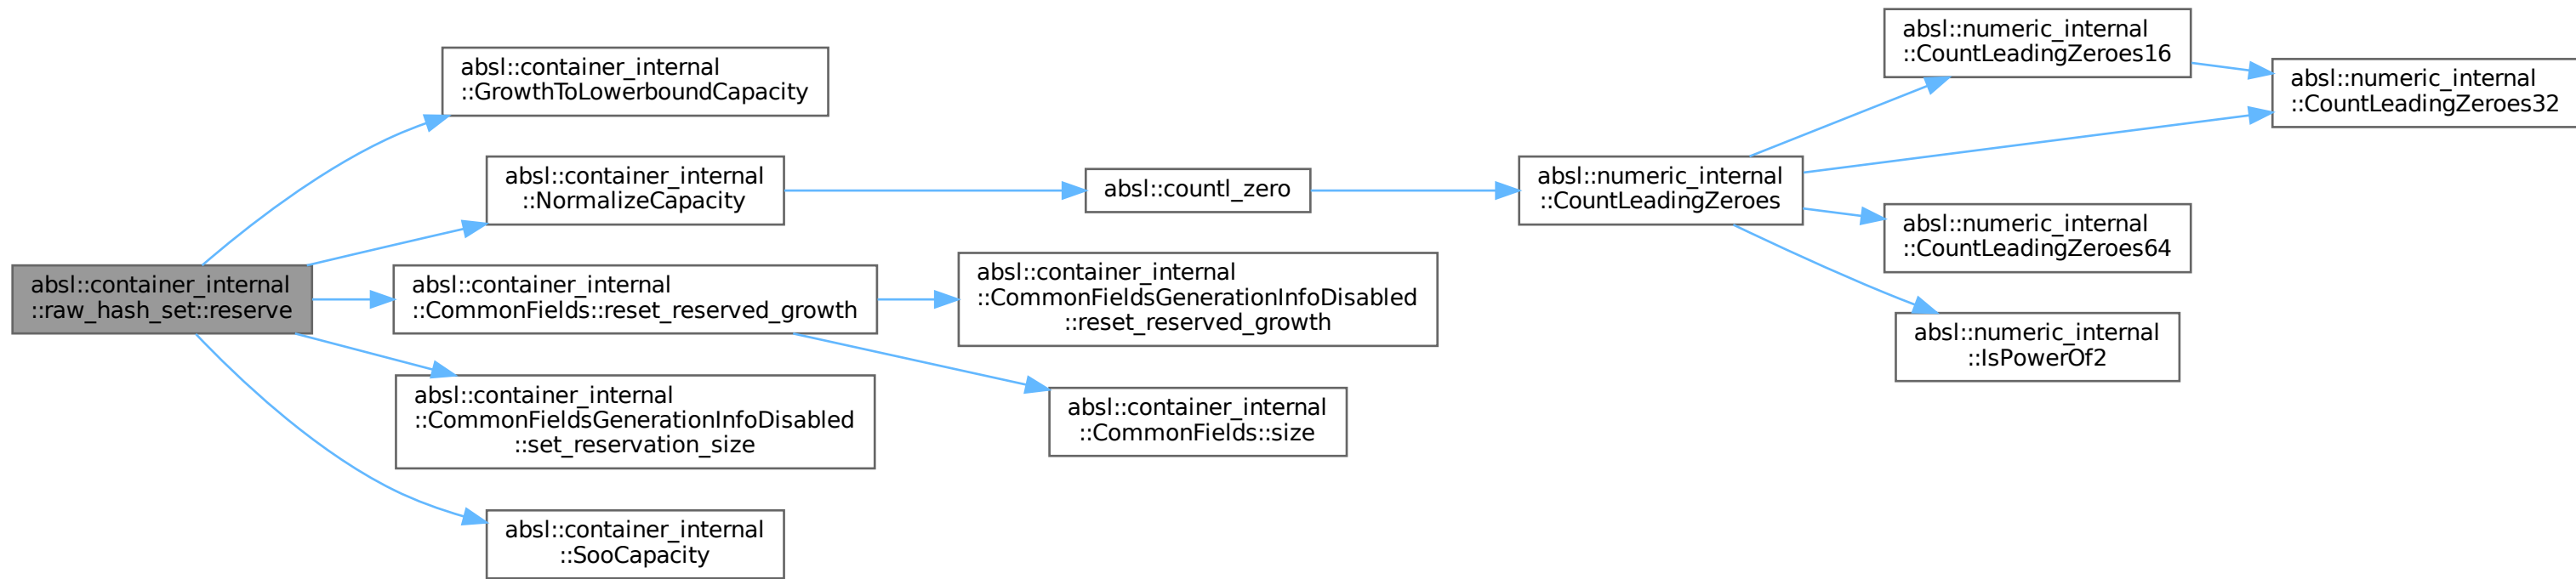 absl::container_internal
::raw_hash_set::reserve
absl::container_internal
::GrowthToLowerboundCapacity
absl::container_internal
::NormalizeCapacity
absl::container_internal
::CommonFields::reset_reserved_growth
absl::container_internal
::CommonFieldsGenerationInfoDisabled
::set_reservation_size
absl::container_internal
::SooCapacity
absl::countl_zero
absl::container_internal
::CommonFieldsGenerationInfoDisabled
::reset_reserved_growth
absl::container_internal
::CommonFields::size
absl::numeric_internal
::CountLeadingZeroes
absl::numeric_internal
::CountLeadingZeroes16
absl::numeric_internal
::CountLeadingZeroes32
absl::numeric_internal
::CountLeadingZeroes64
absl::numeric_internal
::IsPowerOf2